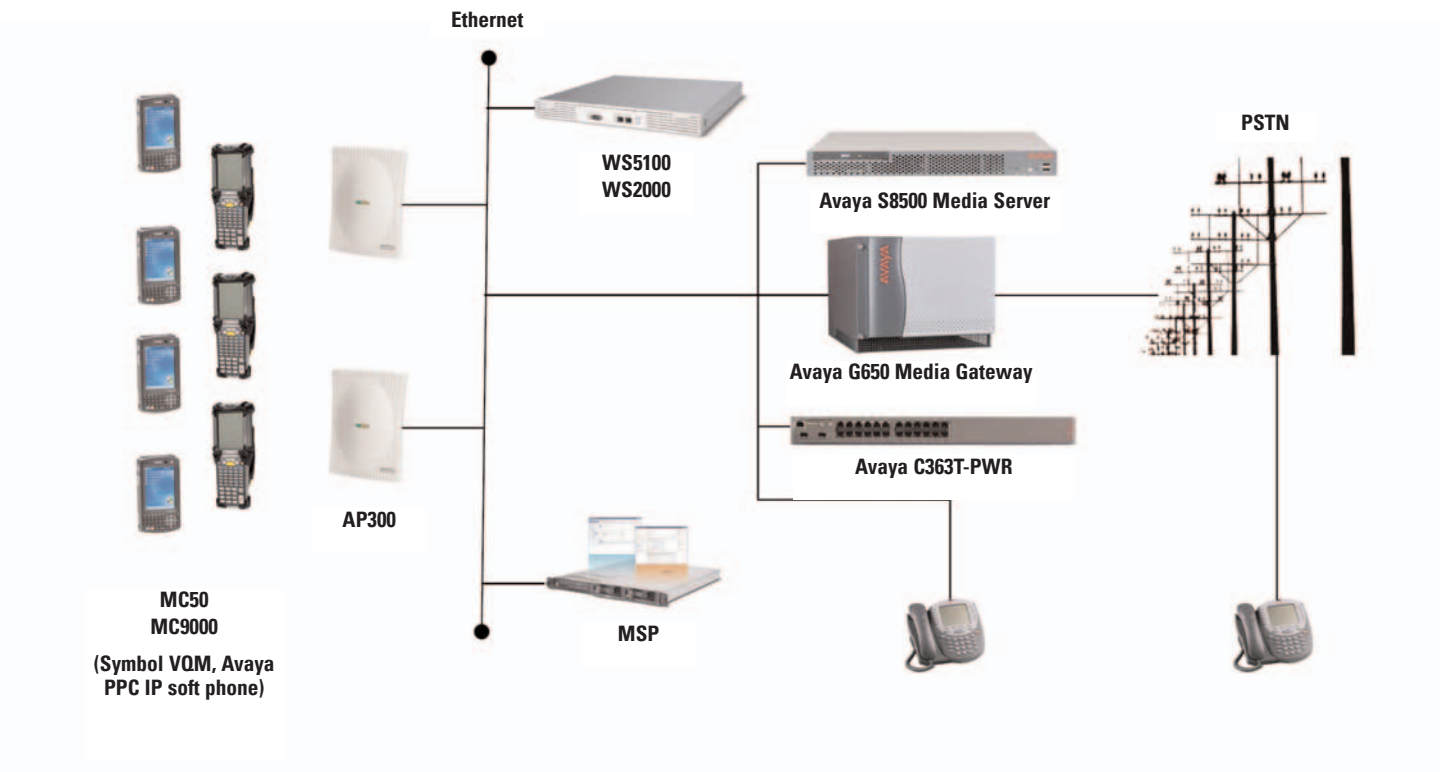 Ethernet
WS5100
WS2000
PSTN
Avaya S8500 Media Server
AVAYA
Avaya G650 Media Gateway
Avaya C363T-PWR
AP300
MSP
MC50
MC9000
(Symbol VQM, Avaya
PPC IP soft phone)